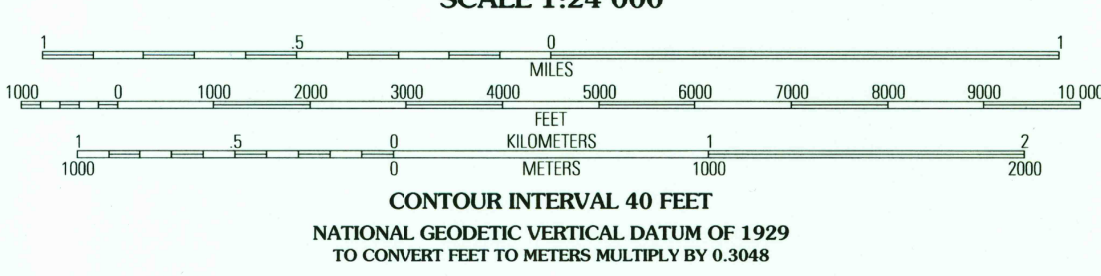 SCALE 1:24 000
1 .5 0 1
MILES
1000 0 1000 2000 3000 4000 5000 6000 7000 8000 9000 10 000
FEET
1 .5 0 KILOMETERS 1 2
1000 0 METERS 1000 2000
CONTOUR INTERVAL 40 FEET
NATIONAL GEODETIC VERTICAL DATUM OF 1929
TO CONVERT FEET TO METERS MULTIPLY BY 0.3048